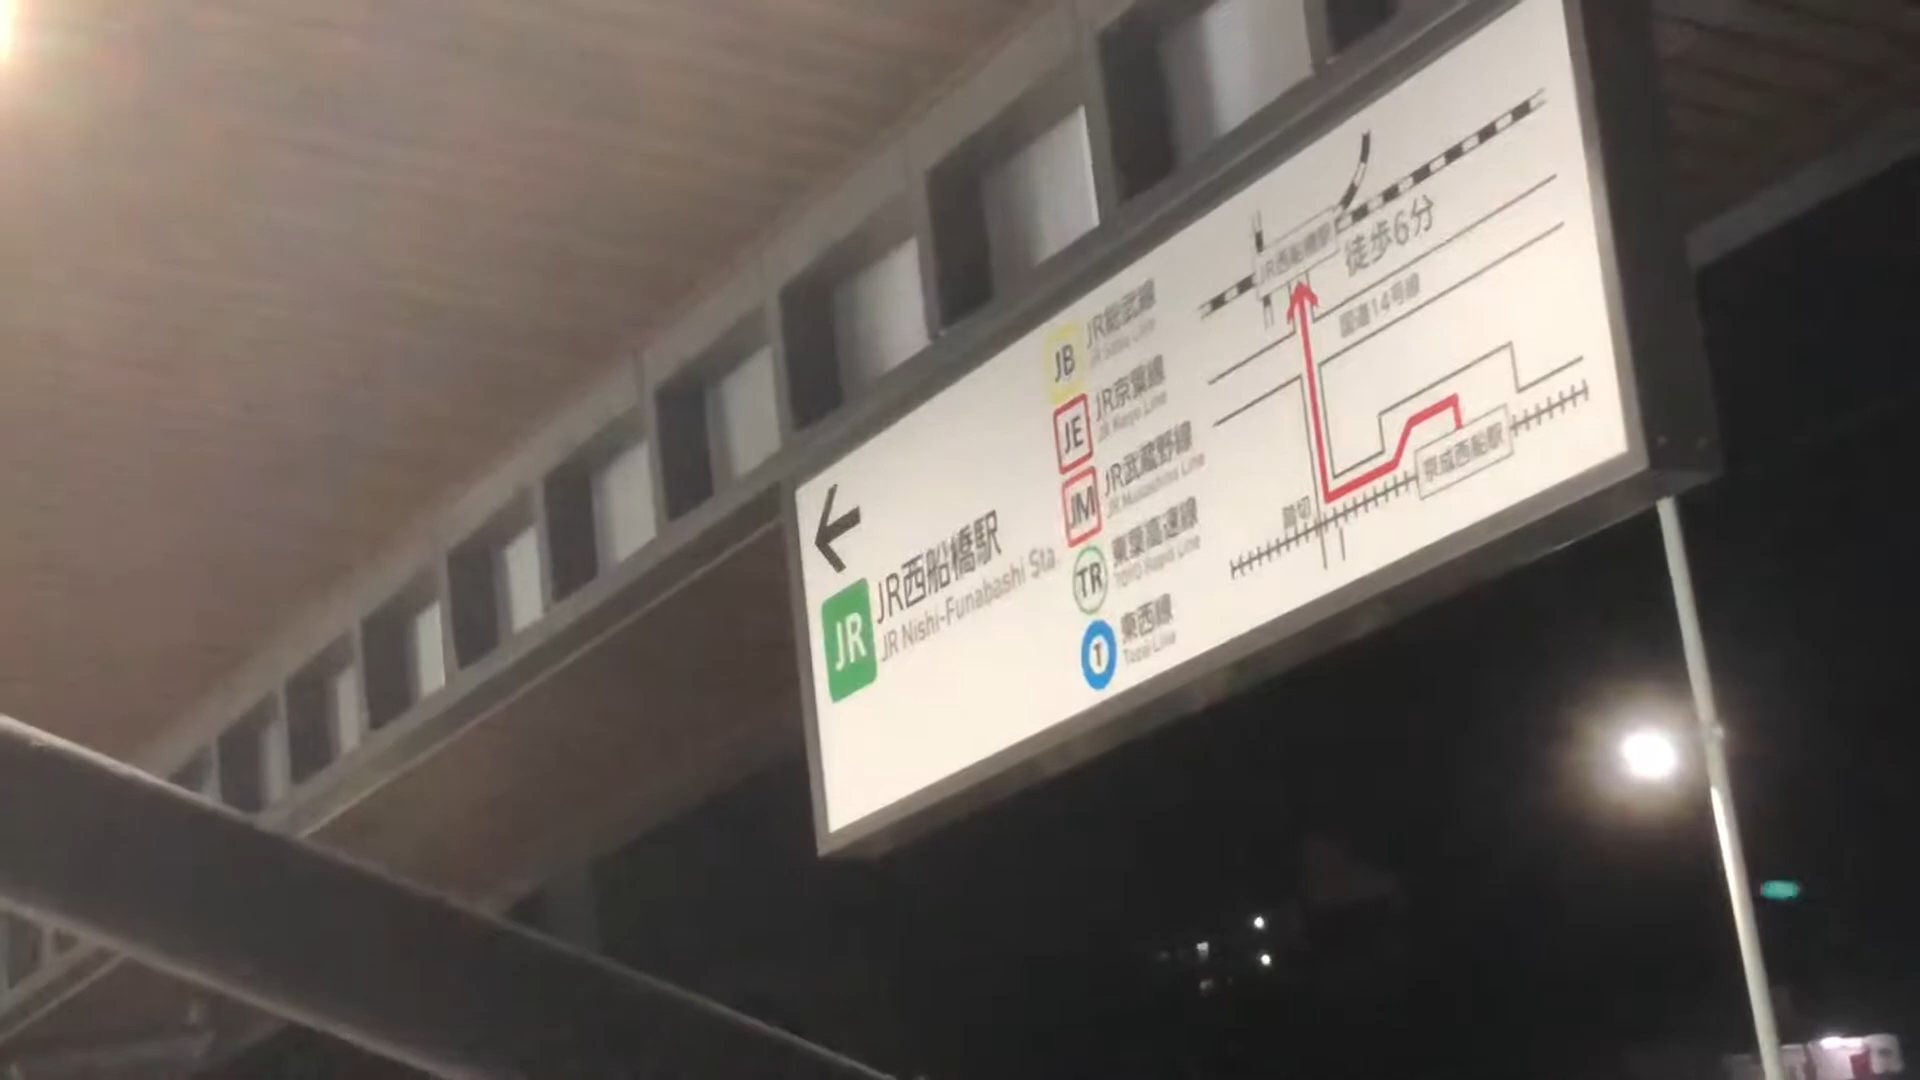 JR
JR西船橋駅
JR Nishi-Funabashi Sta
JB
JR総武線
JR Sobu Line
JE
JR京葉線
JR Keiyo Line
JM
JR武蔵野線
JR Musashino Line
TR
東葉高速線
TOYO Rapid Line
T
東西線
Tozai Line
JR西船橋駅
徒歩6分
国道14号線
京成西船駅
踏切